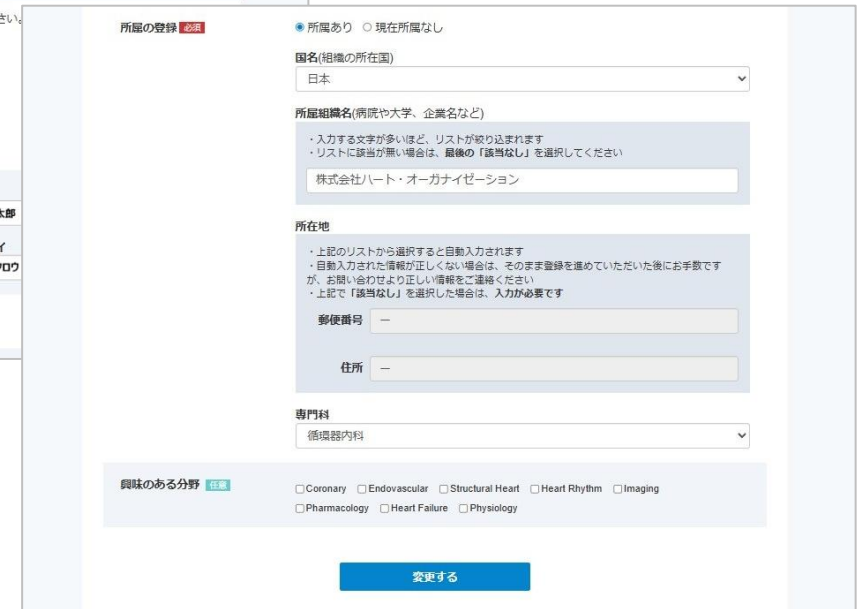 さい。
太郎
イ
フロウ
所属の登録 必須
所属あり 現在所属なし
国名(組織の所在国)
日本
所属組織名(病院や大学、企業名など)
・入力する文字が多いほど、リストが絞り込まれます
・リストに該当が無い場合は、最後の「該当なし」を選択してください
株式会社ハート・オーガナイゼーション
所在地
・上記のリストから選択すると自動入力されます
・自動入力された情報が正しくない場合は、そのまま登録を進めていただいた後にお手数です
が、お問い合わせより正しい情報をご連絡ください
・上記で「該当なし」を選択した場合は、入力が必要です
郵便番号 ー
住所 ー
専門科
循環器内科
興味のある分野 任意
Coronary Endovascular Structural Heart Heart Rhythm Imaging
Pharmacology Heart Failure Physiology
変更する